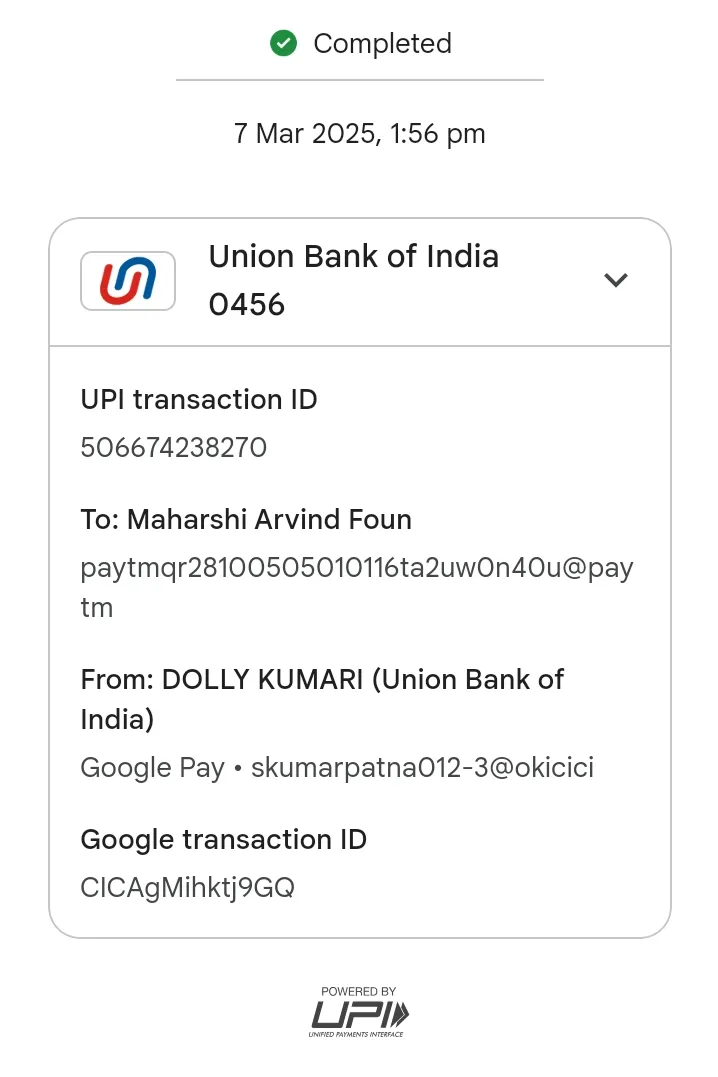 Completed
7 Mar 2025, 1:56 pm
Union Bank of India
0456
UPI transaction ID
506674238270
To: Maharshi Arvind Foun
paytmqr28100505010116ta2uw0n40u@pay
tm
From: DOLLY KUMARI (Union Bank of
India)
Google Pay • skumarpatna012-3@okicici
Google transaction ID
CICAgMihktj9GQ
POWERED BY
UPI
UNIFIED PAYMENTS INTERFACE